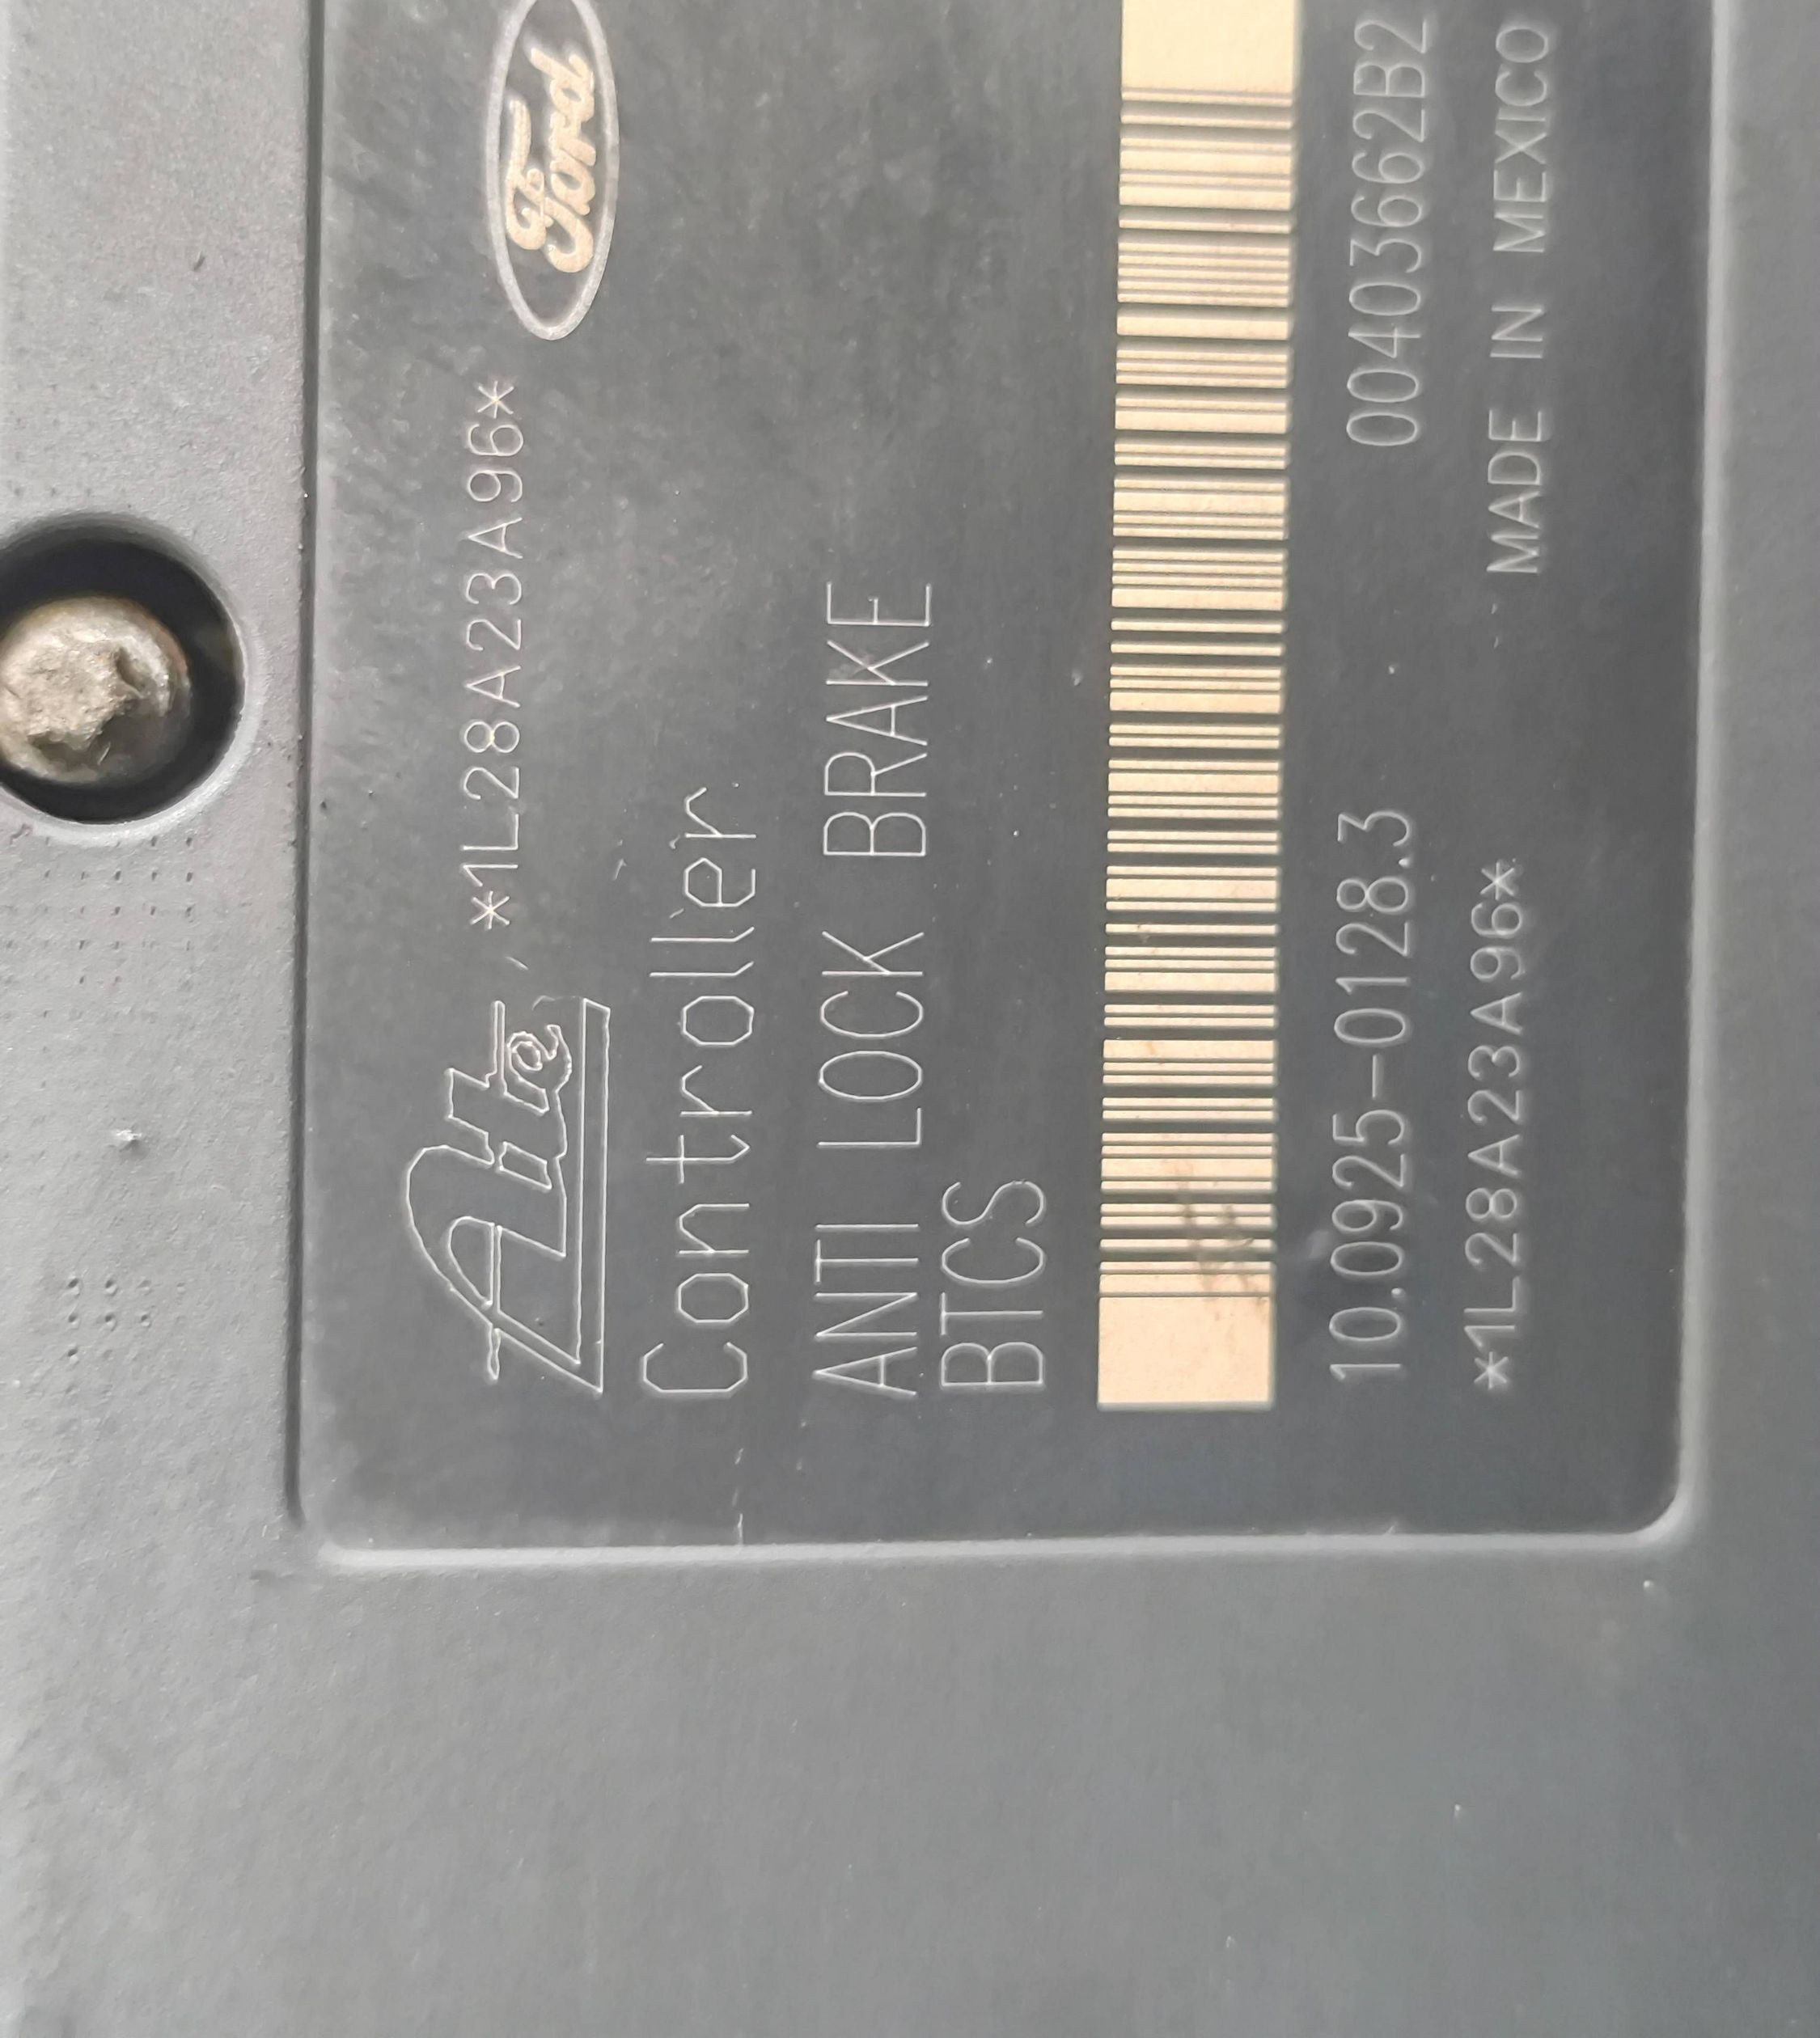 Ate *1L28A23A96* Ford
Controller
ANTI LOCK BRAKE
BTCS
10.0925-0128.3 00403662B2
*1L28A23A96* MADE IN MEXICO